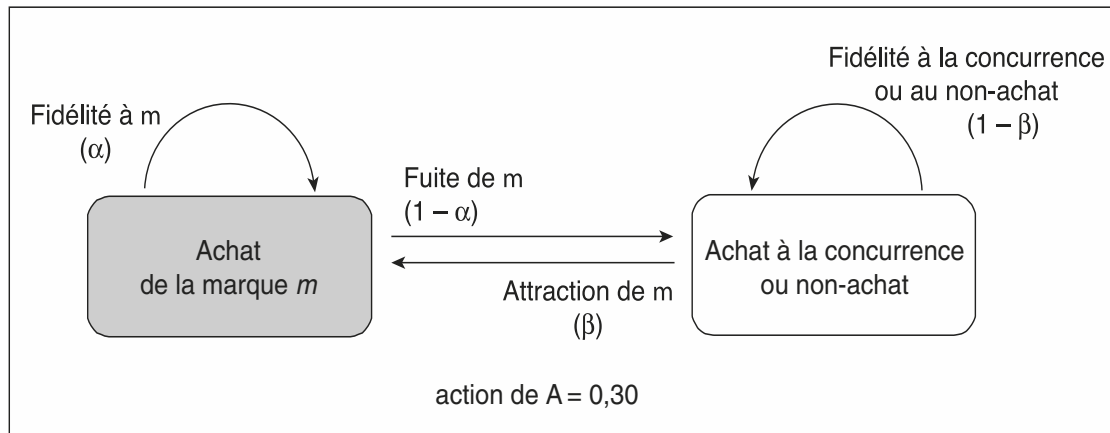 Fidélité à m
(α)
Fidélité à la concurrence
ou au non-achat
(1 – β)
Fuite de m
(1 – α)
Achat
de la marque m
Achat à la concurrence
ou non-achat
Attraction de m
(β)
action de A = 0,30